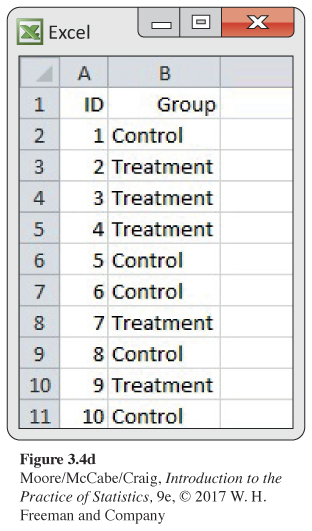 Excel
A B
1 ID Group
2 1 Control
3 2 Treatment
4 3 Treatment
5 4 Treatment
6 5 Control
7 6 Control
8 7 Treatment
9 8 Control
10 9 Treatment
11 10 Control
Figure 3.4d
Moore/McCabe/Craig, Introduction to the
Practice of Statistics, 9e, © 2017 W. H.
Freeman and Company